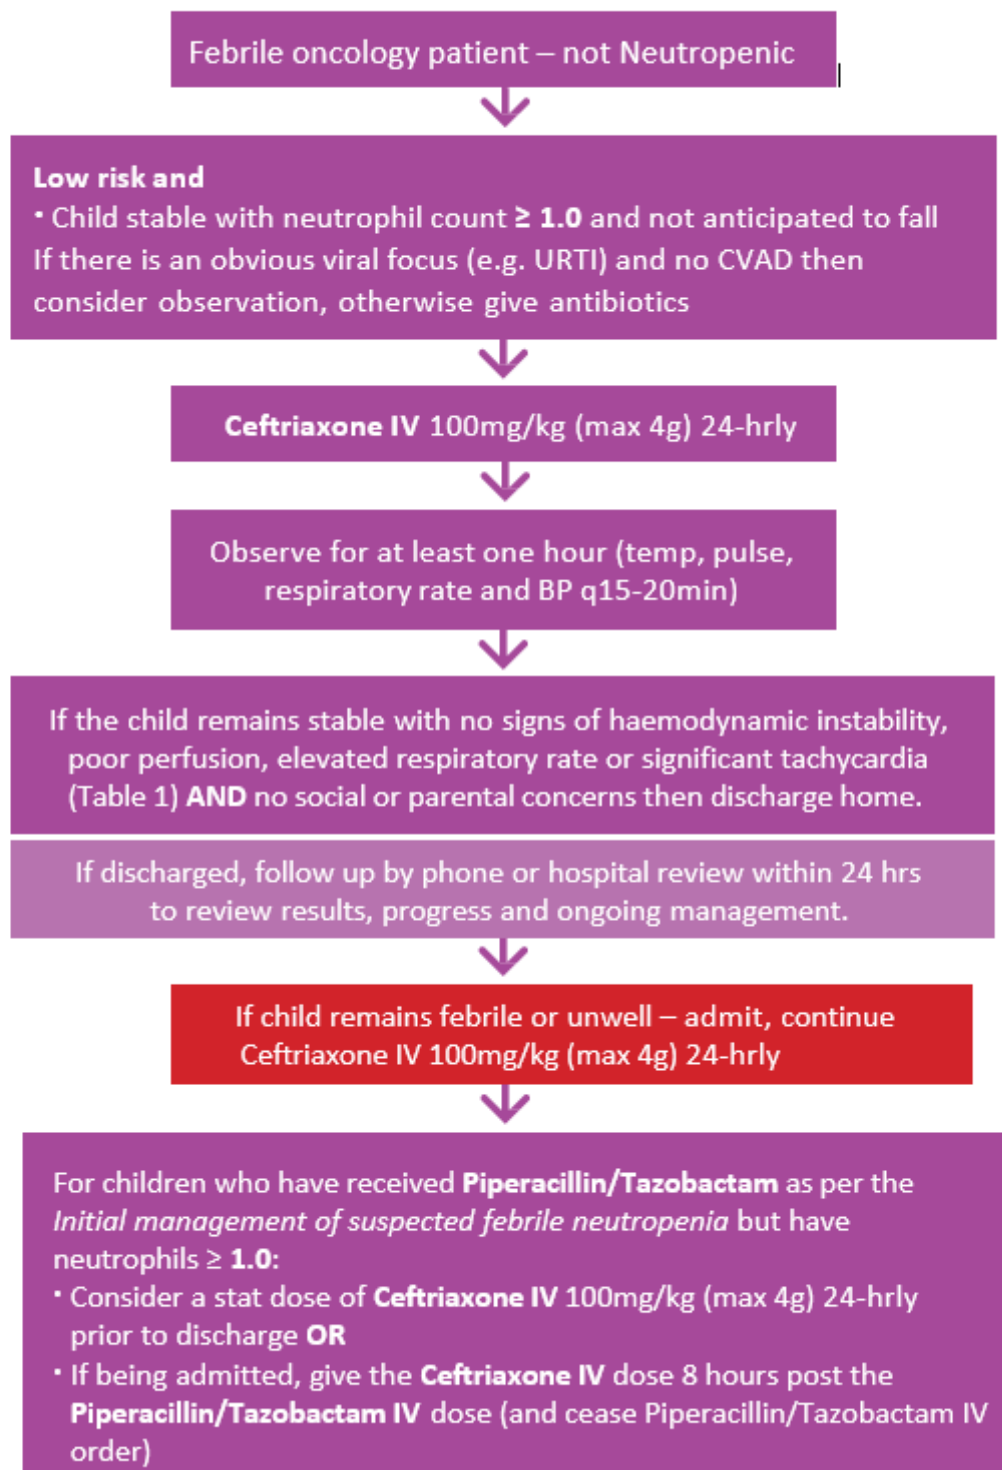 Febrile oncology patient – not Neutropenic
Low risk and
• Child stable with neutrophil count ≥ 1.0 and not anticipated to fall
If there is an obvious viral focus (e.g. URTI) and no CVAD then
consider observation, otherwise give antibiotics
Ceftriaxone IV 100mg/kg (max 4g) 24-hrly
Observe for at least one hour (temp, pulse,
respiratory rate and BP q15-20min)
If the child remains stable with no signs of haemodynamic instability,
poor perfusion, elevated respiratory rate or significant tachycardia
(Table 1) AND no social or parental concerns then discharge home.
If discharged, follow up by phone or hospital review within 24 hrs
to review results, progress and ongoing management.
If child remains febrile or unwell – admit, continue
Ceftriaxone IV 100mg/kg (max 4g) 24-hrly
For children who have received Piperacillin/Tazobactam as per the
Initial management of suspected febrile neutropenia but have
neutrophils ≥ 1.0:
• Consider a stat dose of Ceftriaxone IV 100mg/kg (max 4g) 24-hrly
prior to discharge OR
• If being admitted, give the Ceftriaxone IV dose 8 hours post the
Piperacillin/Tazobactam IV dose (and cease Piperacillin/Tazobactam IV
order)